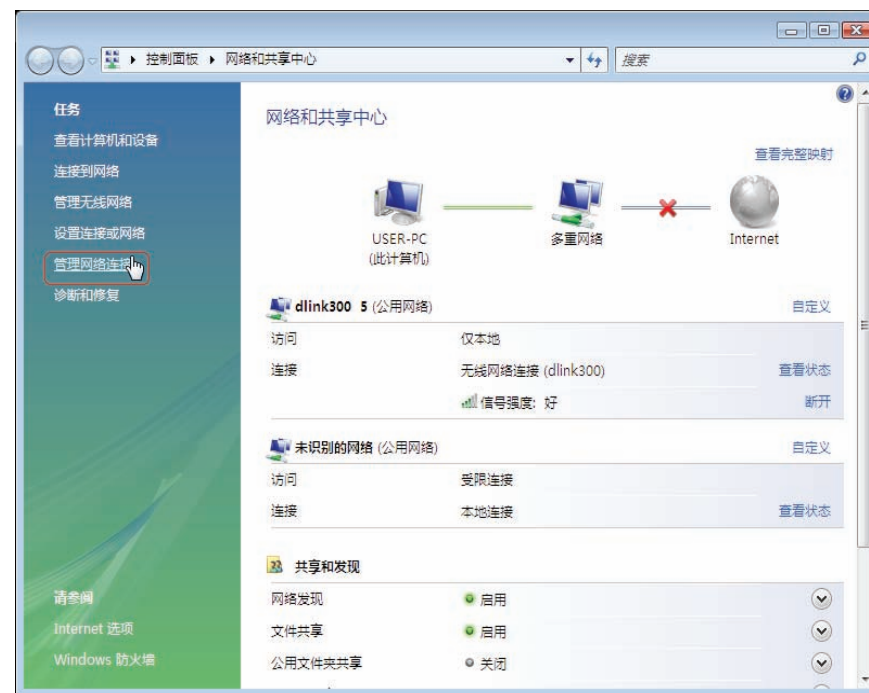 控制面板 ▸ 网络和共享中心
搜索
任务
查看计算机和设备
连接到网络
管理无线网络
设置连接或网络
管理网络连接
诊断和修复
请参阅
Internet 选项
Windows 防火墙
网络和共享中心
查看完整映射
USER-PC
(此计算机)
多重网络
Internet
dlink300 5 (公用网络)
自定义
访问
仅本地
连接
无线网络连接 (dlink300)
查看状态
信号强度: 好
断开
未识别的网络 (公用网络)
自定义
访问
受限连接
连接
本地连接
查看状态
共享和发现
网络发现
启用
文件共享
启用
公用文件夹共享
关闭